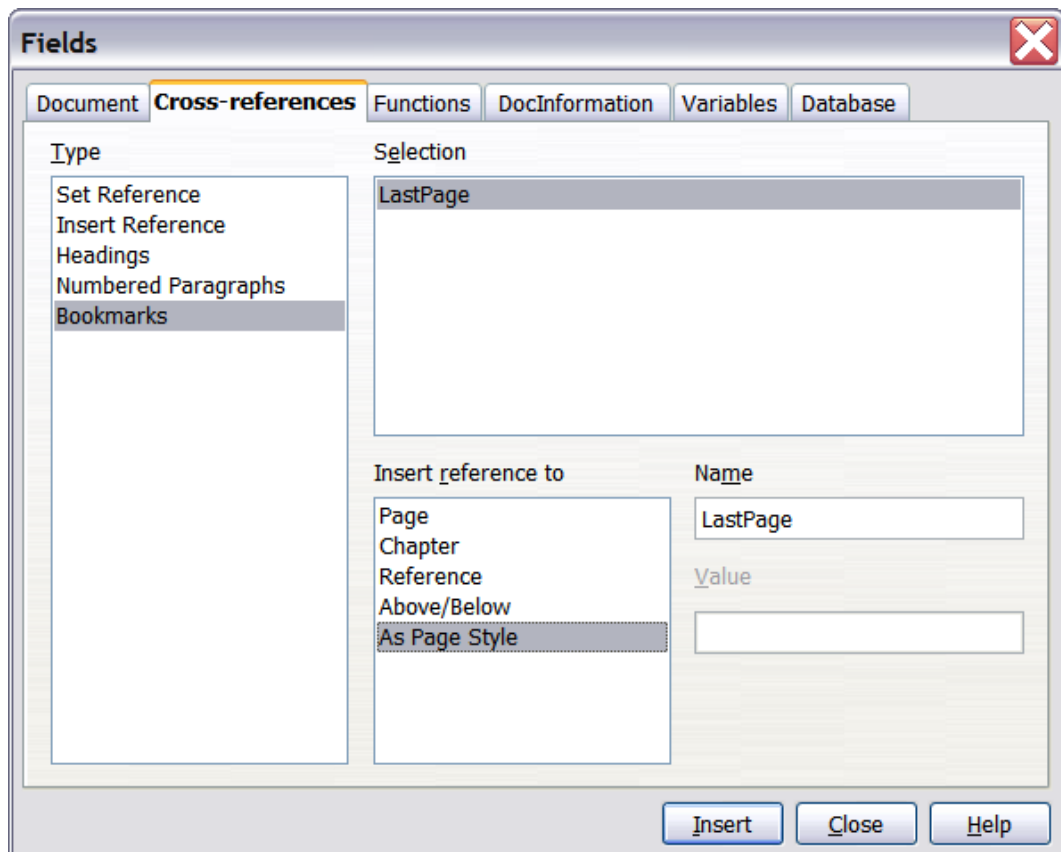 Fields
Document Cross-references Functions DocInformation Variables Database
Type
Set Reference
Insert Reference
Headings
Numbered Paragraphs
Bookmarks
Selection
LastPage
Insert reference to
Page
Chapter
Reference
Above/Below
As Page Style
Name
LastPage
Value
Insert Close Help